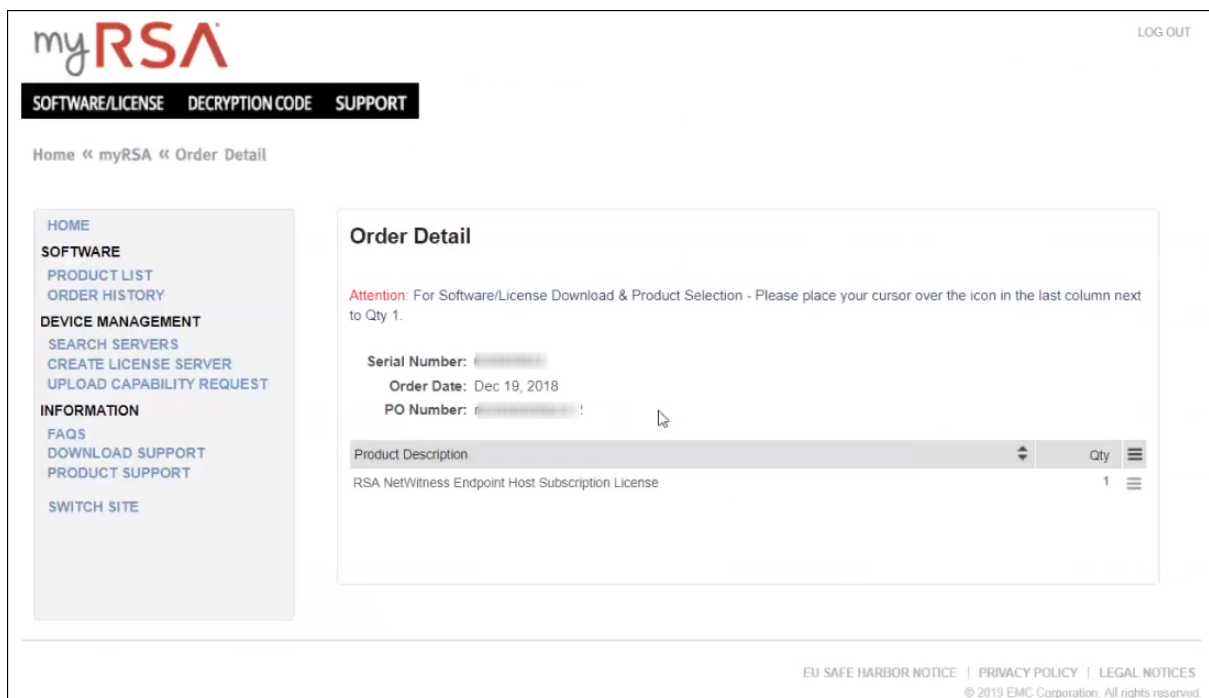 myRSA
LOG OUT
SOFTWARE/LICENSE DECRYPTION CODE SUPPORT
Home « myRSA « Order Detail
HOME
SOFTWARE
PRODUCT LIST
ORDER HISTORY
DEVICE MANAGEMENT
SEARCH SERVERS
CREATE LICENSE SERVER
UPLOAD CAPABILITY REQUEST
INFORMATION
FAQS
DOWNLOAD SUPPORT
PRODUCT SUPPORT
SWITCH SITE
Order Detail
Attention: For Software/License Download & Product Selection - Please place your cursor over the icon in the last column next
to Qty 1.
Serial Number:
Order Date: Dec 19, 2018
PO Number:
Product Description Qty
RSA NetWitness Endpoint Host Subscription License 1
EU SAFE HARBOR NOTICE | PRIVACY POLICY | LEGAL NOTICES
© 2019 EMC Corporation. All rights reserved.